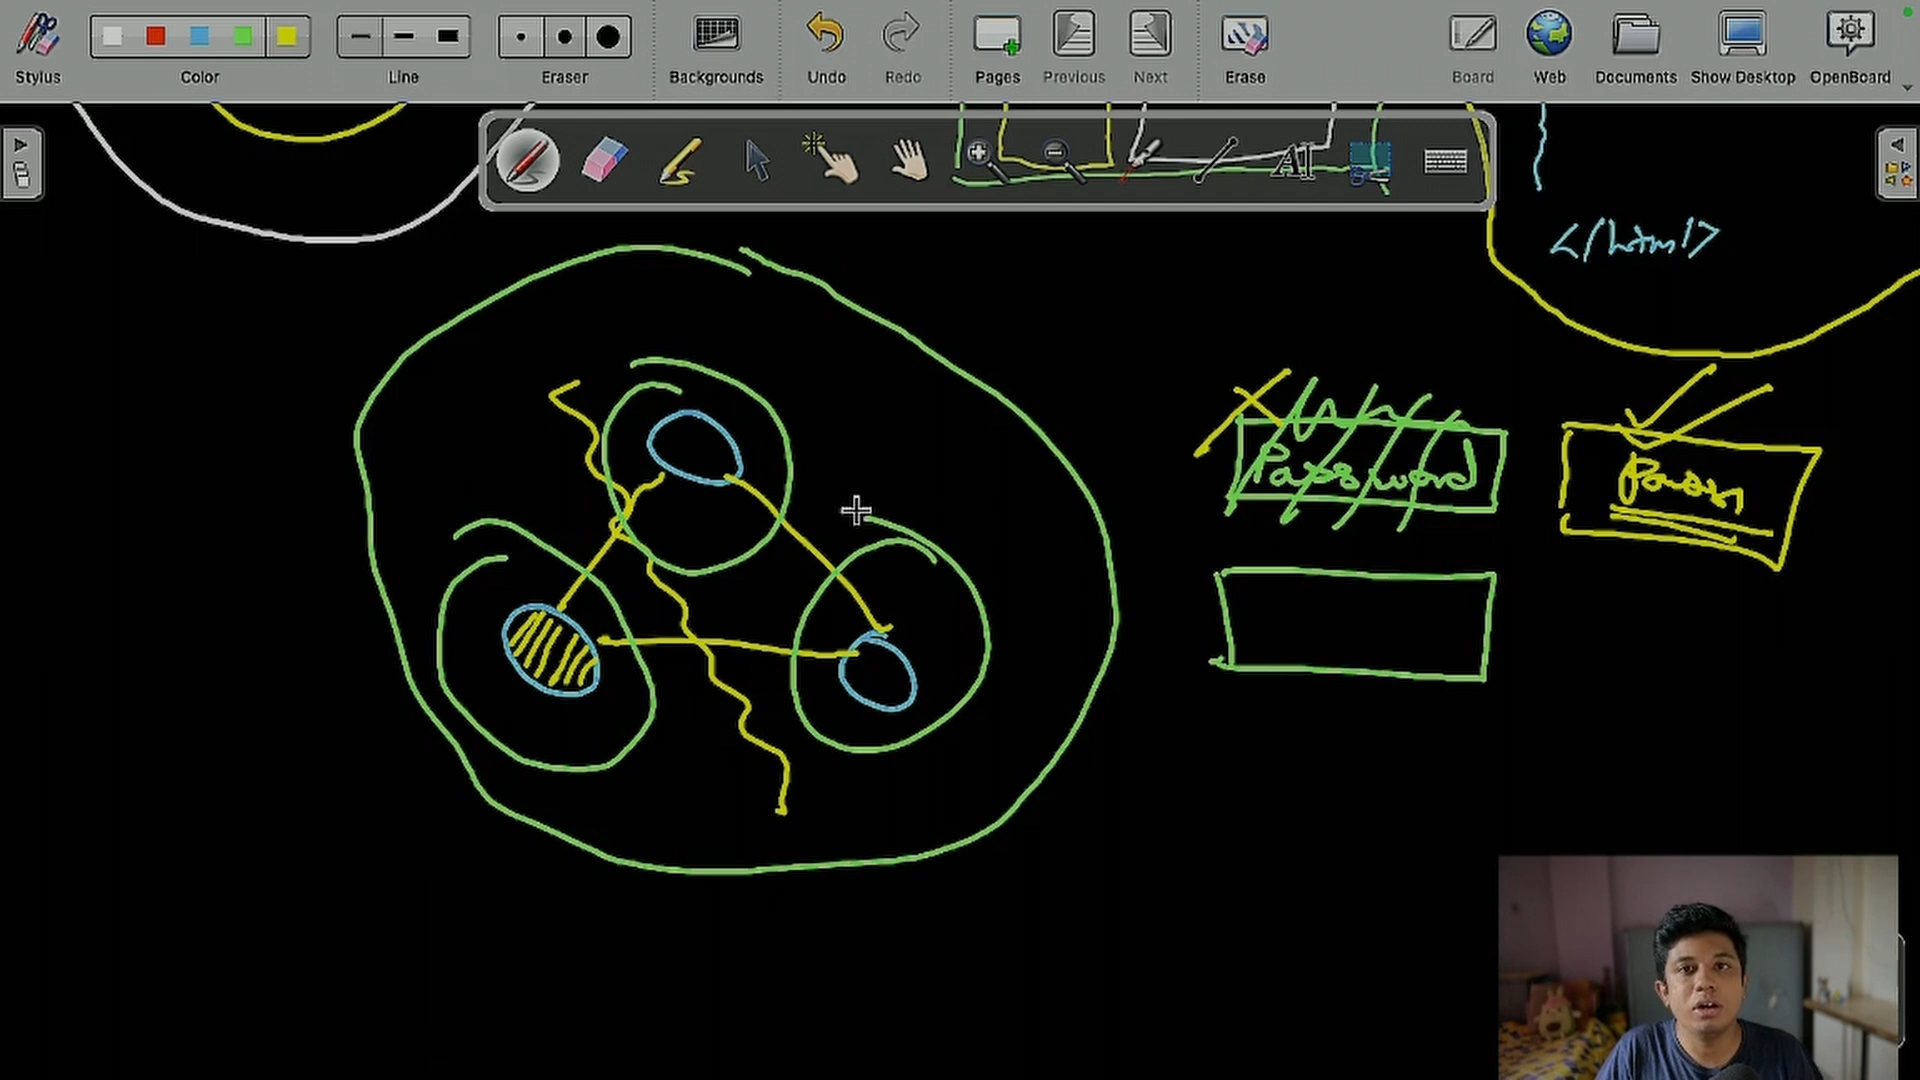 Stylus
Color
Line
Eraser
Backgrounds
Undo
Redo
Pages
Previous
Next
Erase
Board
Web
Documents
Show Desktop
OpenBoard
AI
</html>
Password